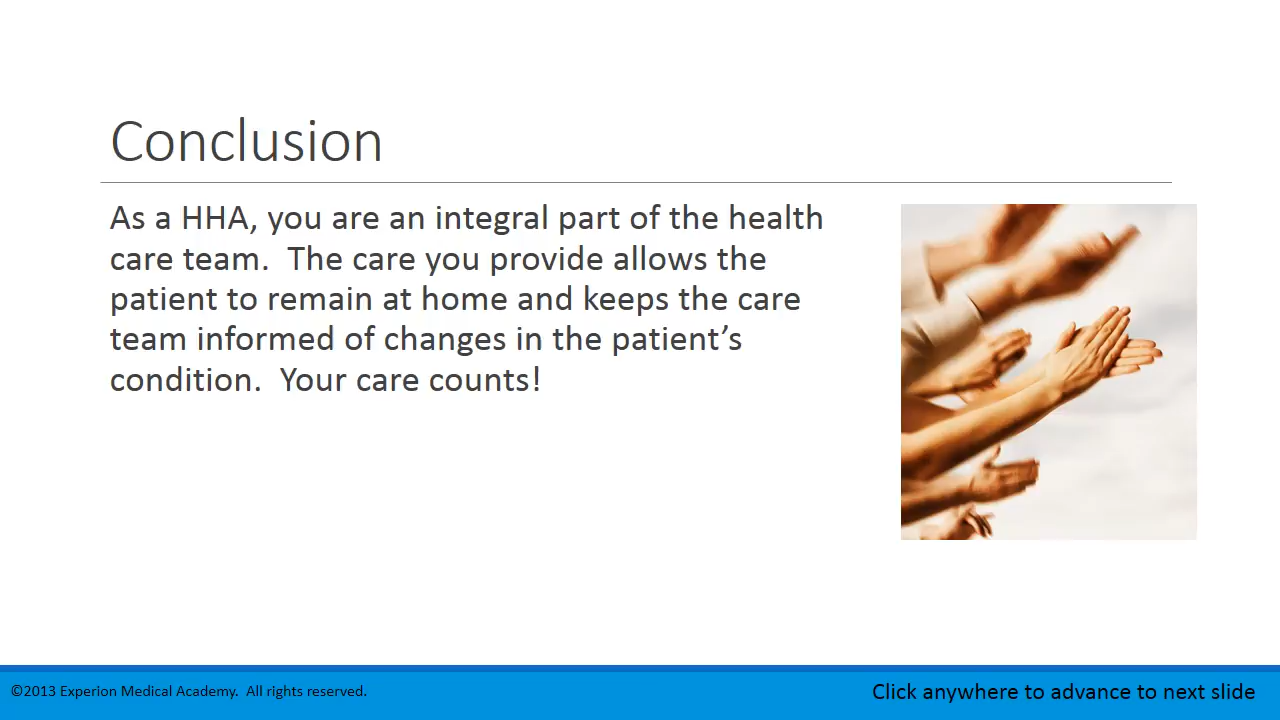 Conclusion
As a HHA, you are an integral part of the health
care team.  The care you provide allows the
patient to remain at home and keeps the care
team informed of changes in the patient’s
condition.  Your care counts!
©2013 Experion Medical Academy.  All rights reserved.
Click anywhere to advance to next slide